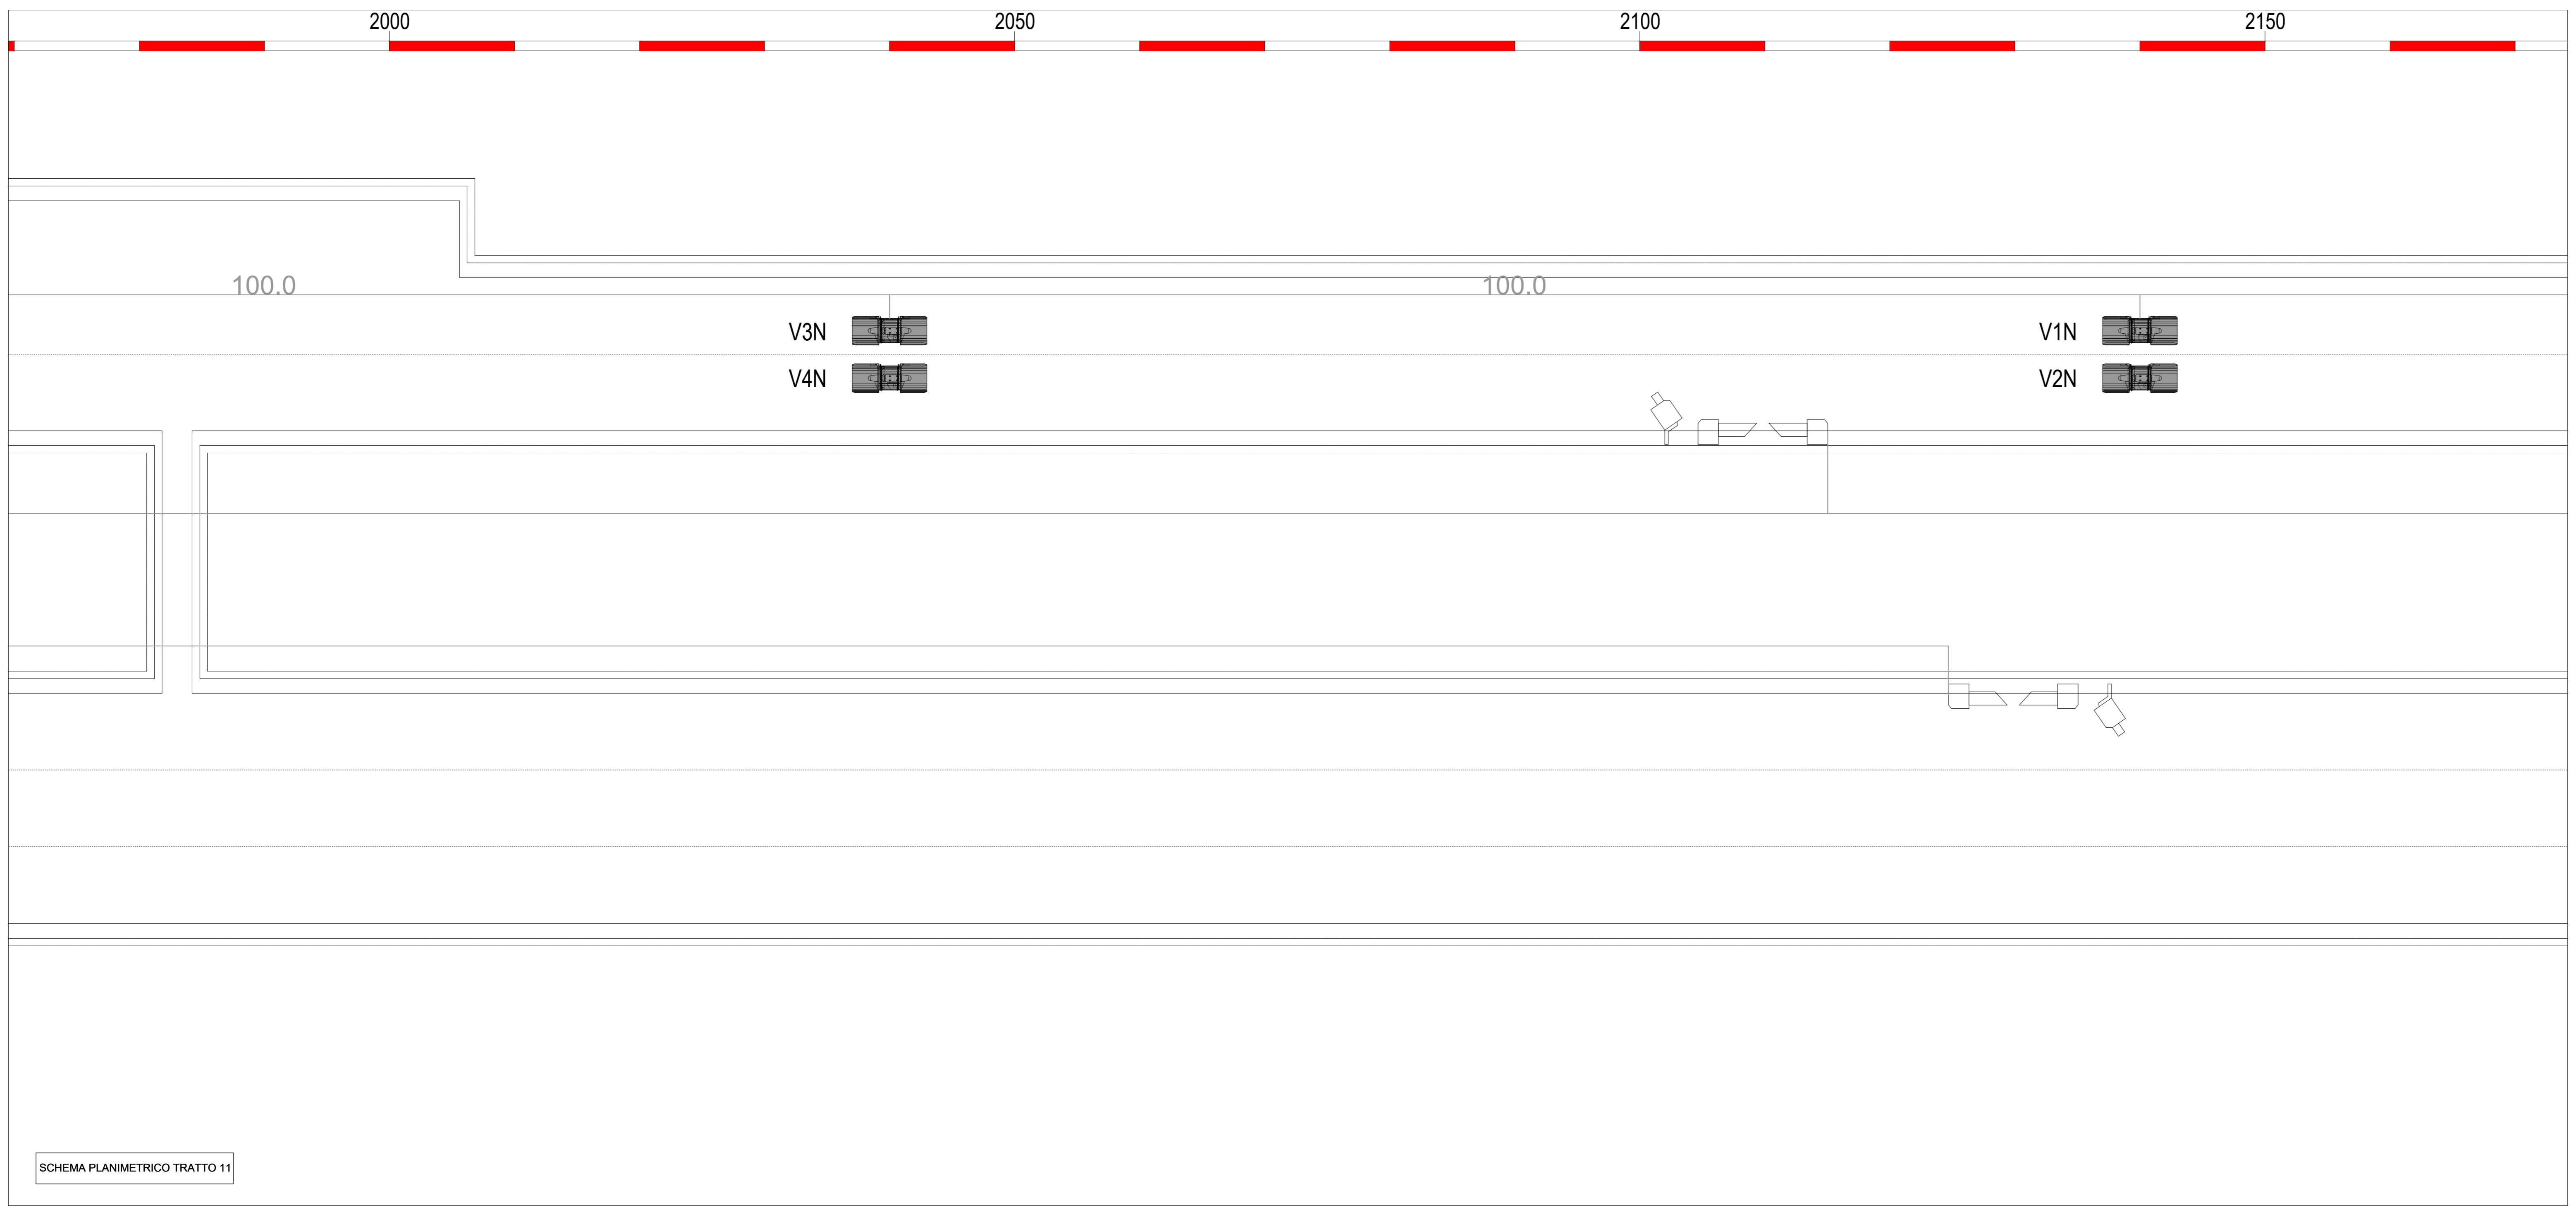 2000 2050 2100 2150
100.0 100.0
V3N V1N
V4N V2N
SCHEMA PLANIMETRICO TRATTO 11